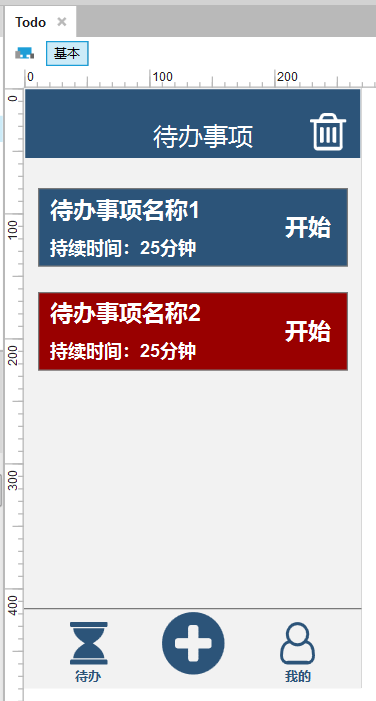 Todo
基本
0 100 200
0
100
200
300
400
待办事项
待办事项名称1
持续时间：25分钟
开始
待办事项名称2
持续时间：25分钟
开始
待办
我的